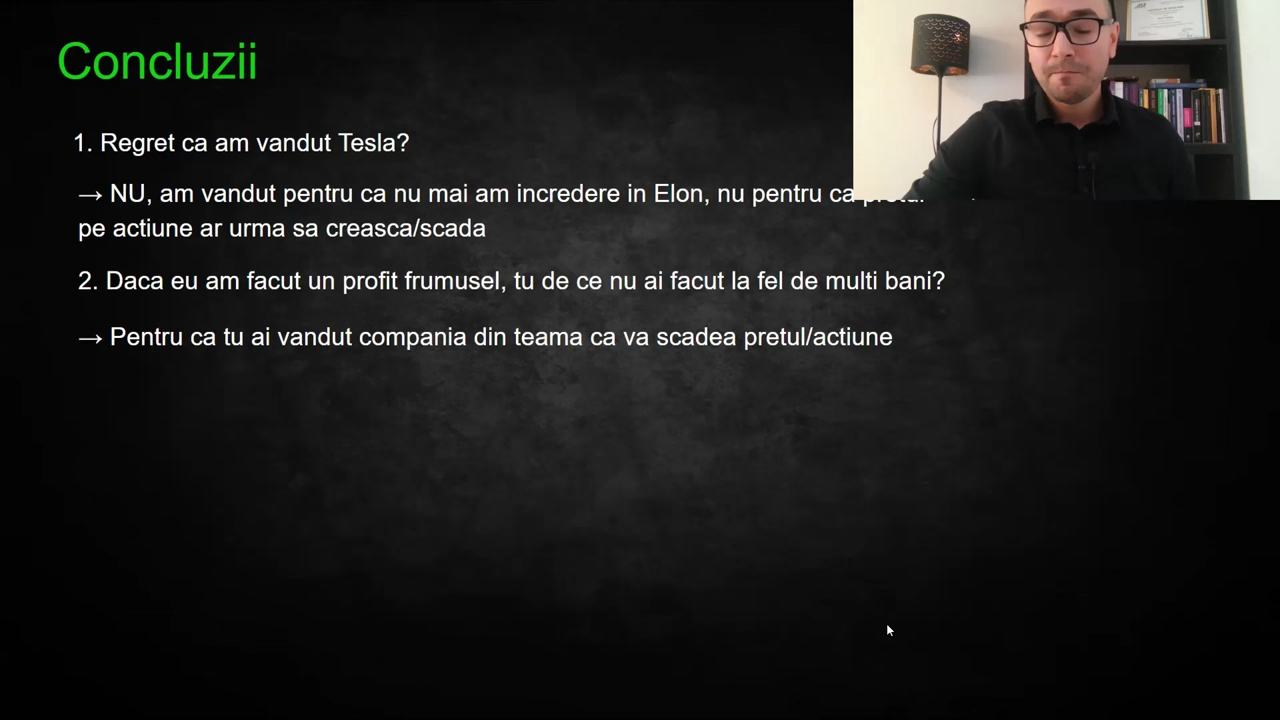 Concluzii
1. Regret ca am vandut Tesla?
→ NU, am vandut pentru ca nu mai am incredere in Elon, nu pentru ca pretul
pe actiune ar urma sa creasca/scada
2. Daca eu am facut un profit frumusel, tu de ce nu ai facut la fel de multi bani?
→ Pentru ca tu ai vandut compania din teama ca va scadea pretul/actiune